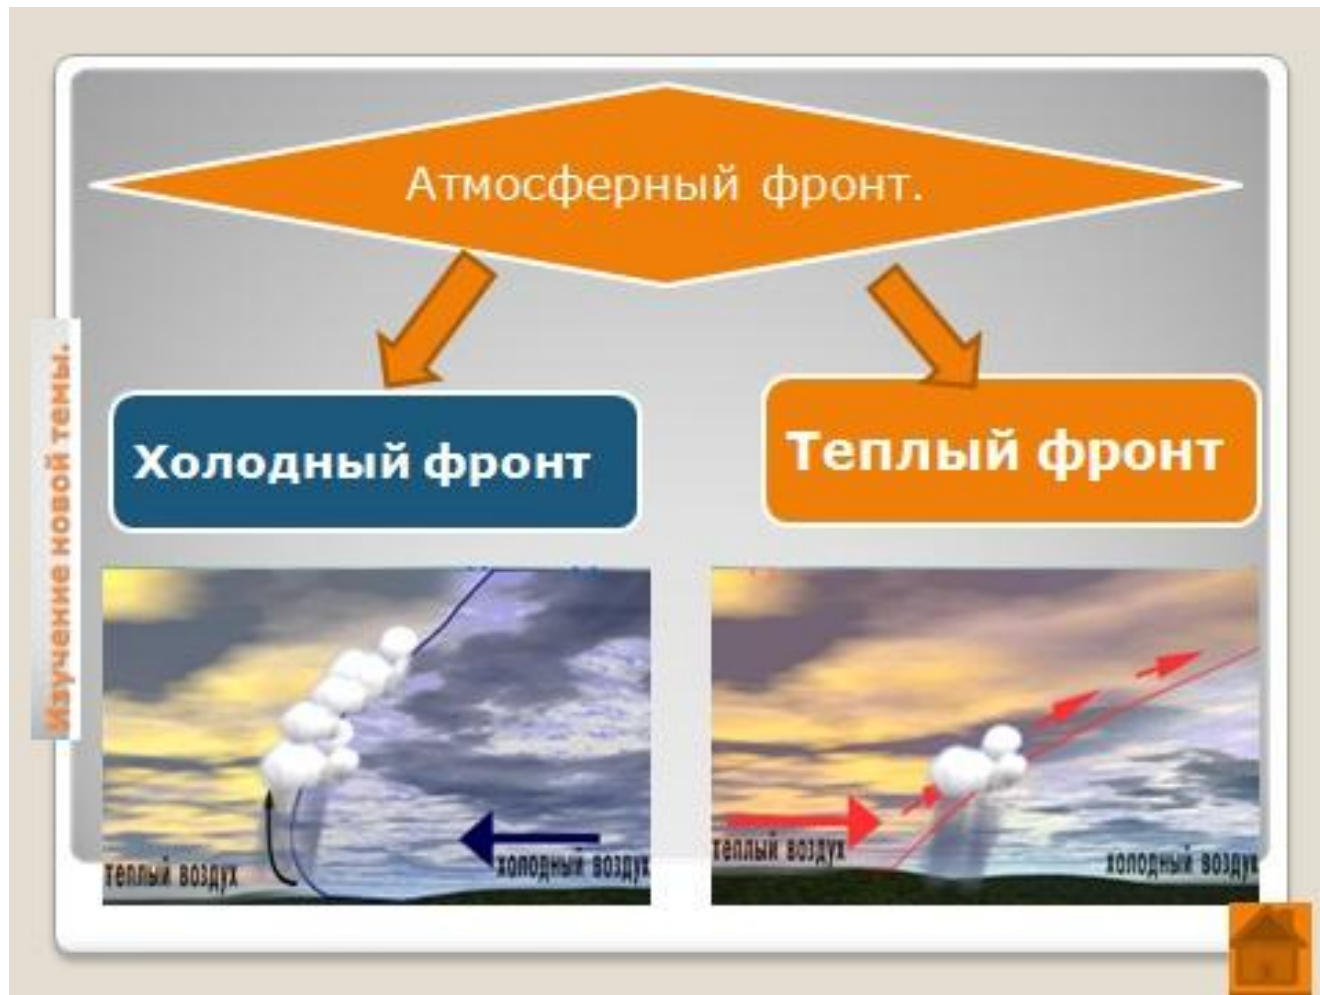 Атмосферный фронт.
Изучение новой темы.
Холодный фронт
Теплый фронт
теплый воздух
холодный воздух
теплый воздух
холодный воздух